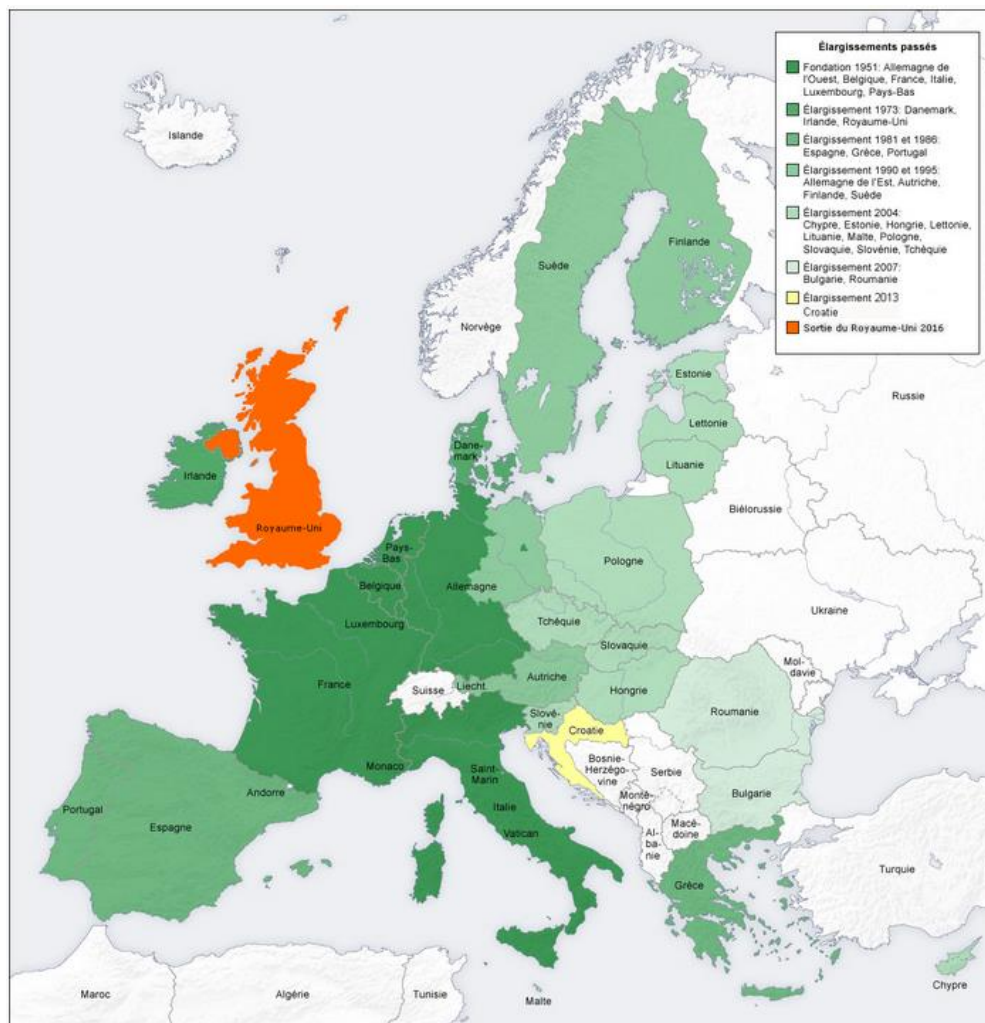 Élargissements passés
Fondation 1951: Allemagne de
l'Ouest, Belgique, France, Italie,
Luxembourg, Pays-Bas
Élargissement 1973: Danemark,
Irlande, Royaume-Uni
Élargissement 1981 et 1986:
Espagne, Grèce, Portugal
Élargissement 1990 et 1995:
Allemagne de l'Est, Autriche,
Finlande, Suède
Élargissement 2004:
Chypre, Estonie, Hongrie, Lettonie,
Lituanie, Malte, Pologne,
Slovaquie, Slovénie, Tchèquie
Élargissement 2007:
Bulgarie, Roumanie
Élargissement 2013
Croatie
Sortie du Royaume-Uni 2016
Islande
Finlande
Suède
Norvège
Estonie
Russie
Lettonie
Dane-
mark
Lituanie
Irlande
Biélorussie
Royaume-Uni
Pays-
Bas
Pologne
Belgique
Allemagne
Ukraine
Luxembourg
Tchèquie
Slovaquie
Mol-
davie
Autriche
France
Suisse
Liecht.
Hongrie
Roumanie
Slové-
nie
Croatie
Bosnie-
Herzégo-
vine
Serbie
Monaco
Saint-
Marin
Andorre
Bulgarie
Monté-
négro
Portugal
Espagne
Italie
Vatican
Macé-
doine
Al-
ba-
nie
Turquie
Grèce
Chypre
Maroc
Algérie
Tunisie
Malte